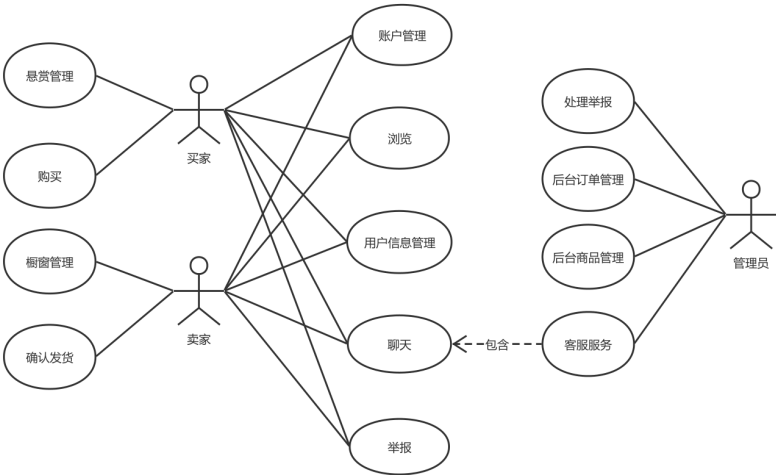 账户管理
悬赏管理
处理举报
浏览
买家
购买
后台订单管理
用户信息管理
橱窗管理
后台商品管理
管理员
卖家
聊天
包含
客服服务
确认发货
举报